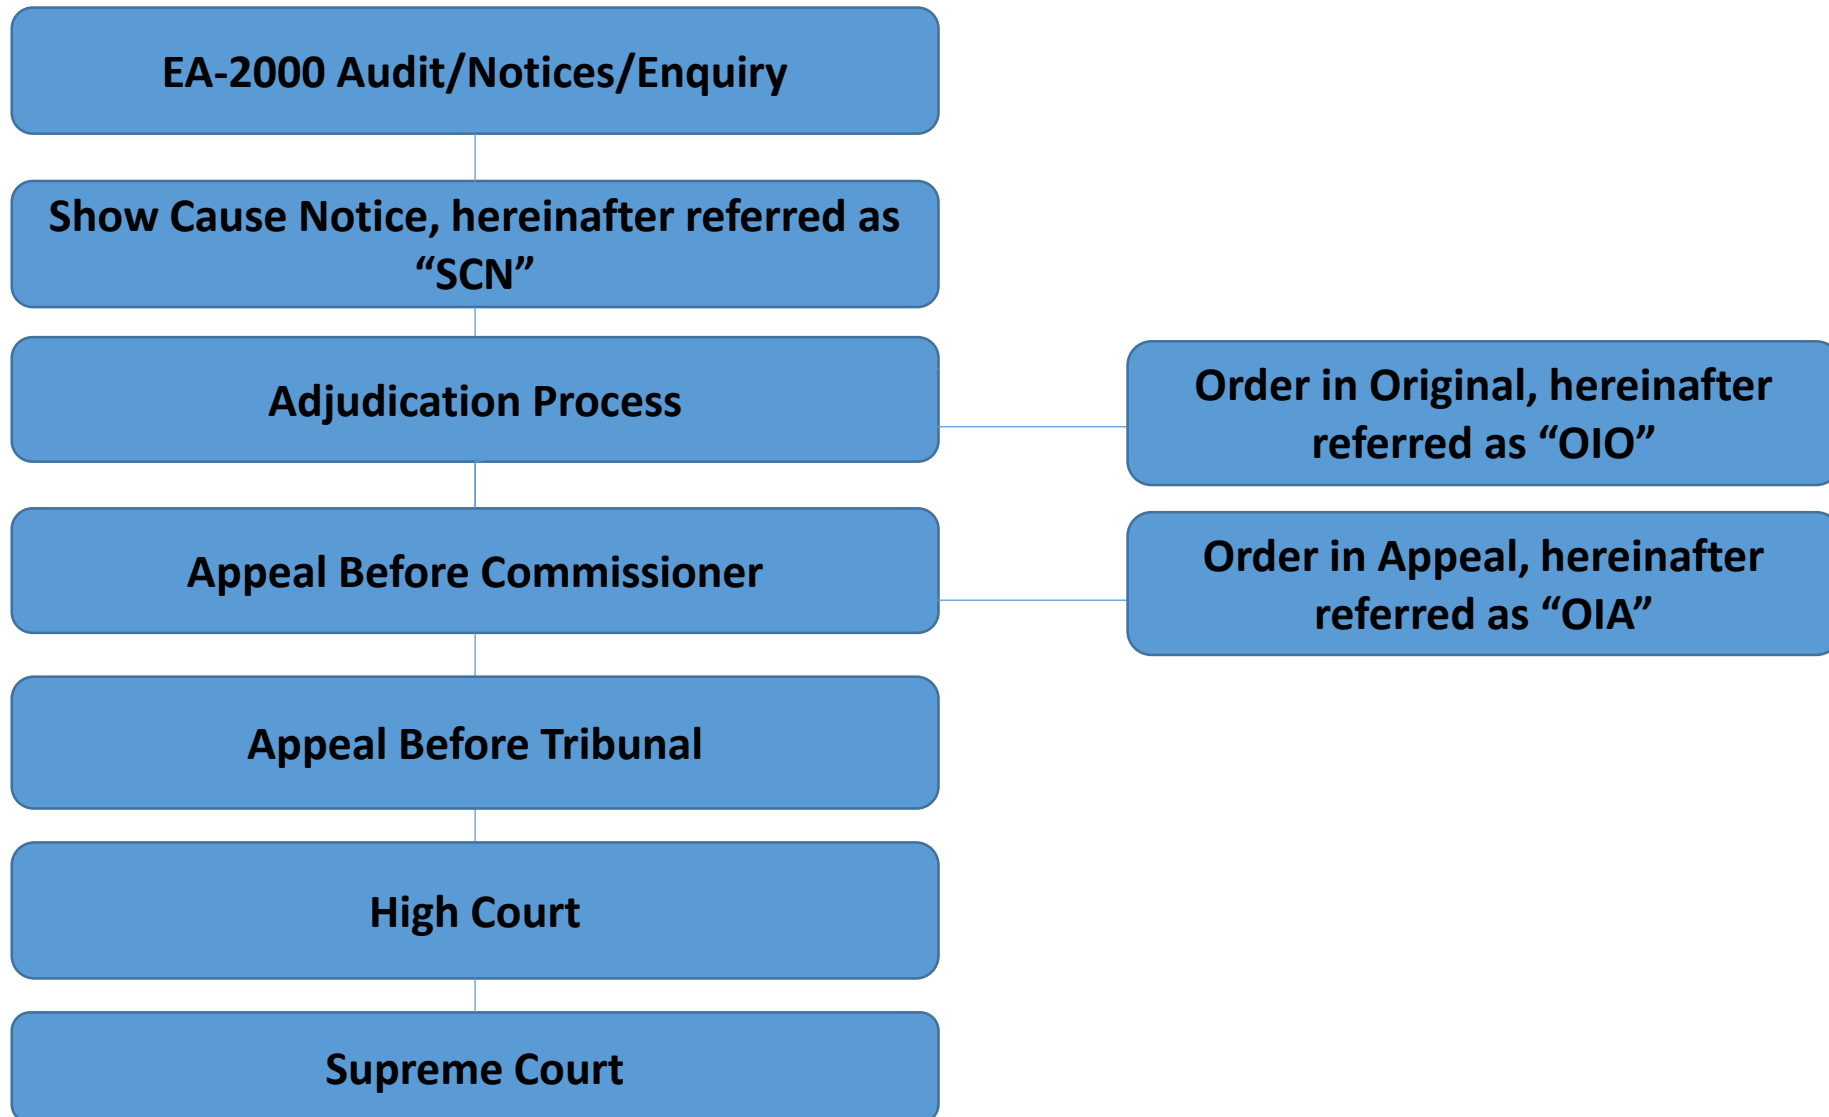 EA-2000 Audit/Notices/Enquiry
Show Cause Notice, hereinafter referred as
“SCN”
Adjudication Process
Order in Original, hereinafter
referred as “OIO”
Appeal Before Commissioner
Order in Appeal, hereinafter
referred as “OIA”
Appeal Before Tribunal
High Court
Supreme Court